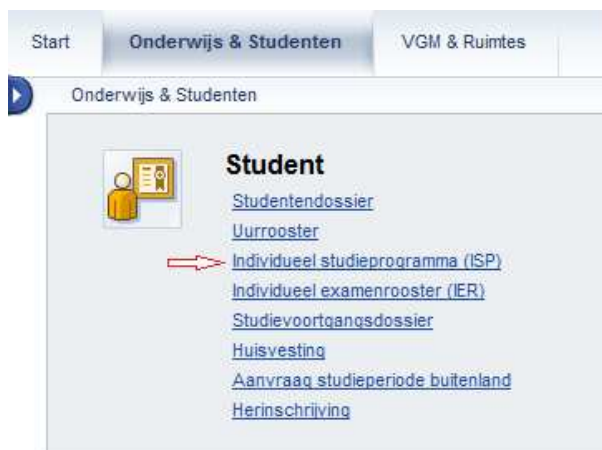 Start Onderwijs & Studenten VGM & Ruimtes
Onderwijs & Studenten
Student
Studentendossier
Uurrooster
Individueel studieprogramma (ISP)
Individueel examenrooster (IER)
Studievoortgangsdossier
Huisvesting
Aanvraag studieperiode buitenland
Herinschrijving